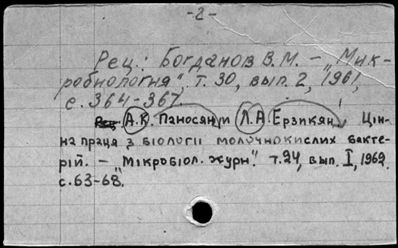 -2-
Рец.: Богданов В.М. – „Мик-
робиология", т. 30, вып. 2, 1961,
с. 364-367.
Рец. А.К. Паносян и Л.А. Ерзикян, Цін-
на праця з біології молочнокислих бакте-
рій. – „Мікробіол. журн". т. 24, вып. I, 1962
с. 63-68.